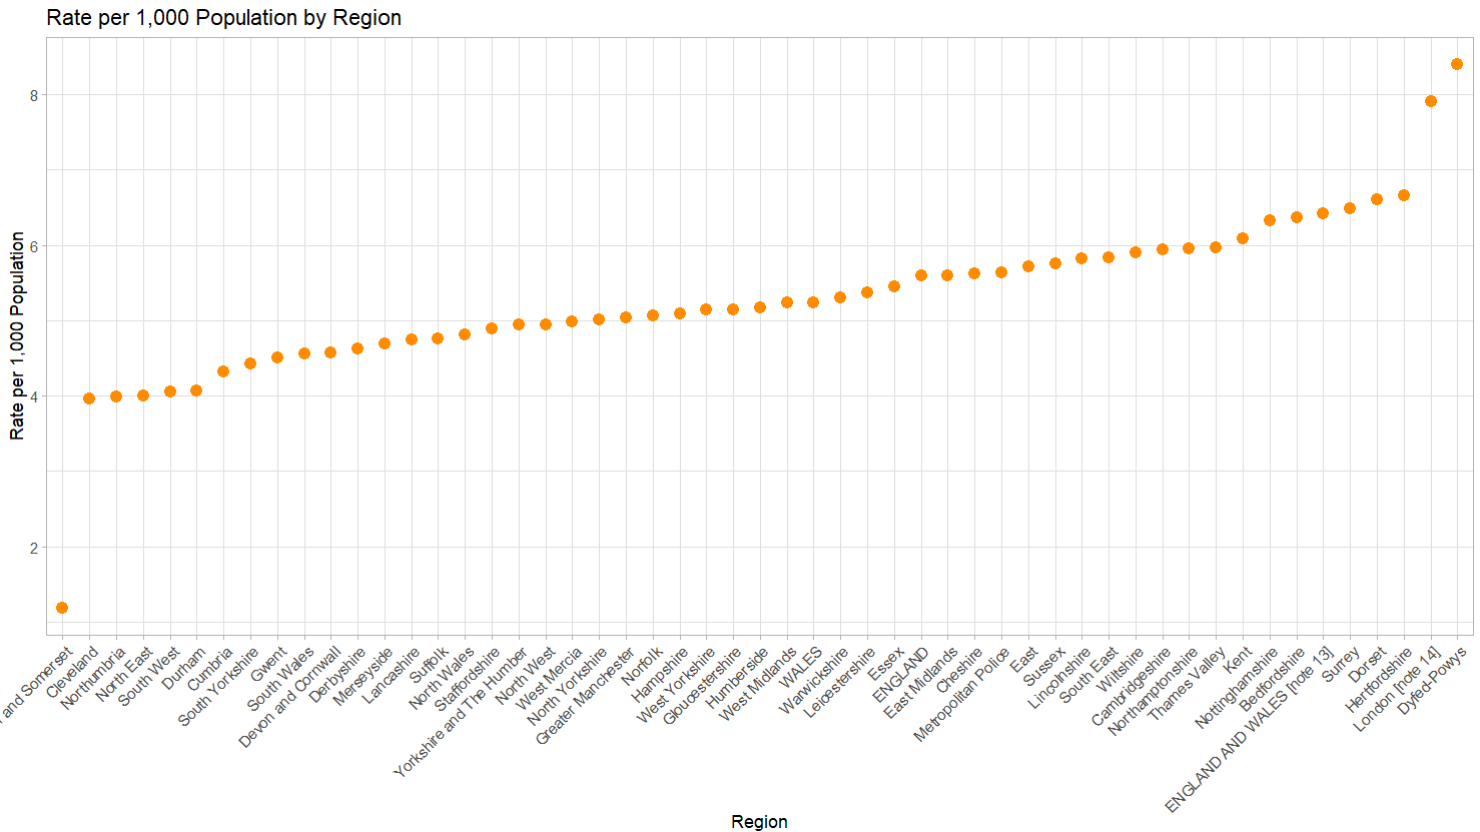 Rate per 1,000 Population by Region
Rate per 1,000 Population
8
6
4
2
and Somerset
Cleveland
Northumbria
North East
South West
Durham
Cumbria
South Yorkshire
Gwent
South Wales
Devon and Cornwall
Derbyshire
Merseyside
Lancashire
Suffolk
North Wales
Staffordshire
Yorkshire and The Humber
North West
West Mercia
North Yorkshire
Greater Manchester
Norfolk
Hampshire
West Yorkshire
Gloucestershire
Humberside
West Midlands
WALES
Warwickshire
Leicestershire
Essex
ENGLAND
East Midlands
Cheshire
Metropolitan Police
East
Sussex
Lincolnshire
South East
Wiltshire
Cambridgeshire
Northamptonshire
Thames Valley
Kent
Nottinghamshire
Bedfordshire
ENGLAND AND WALES [note 13]
Surrey
Dorset
Hertfordshire
London [note 14]
Dyfed-Powys
Region